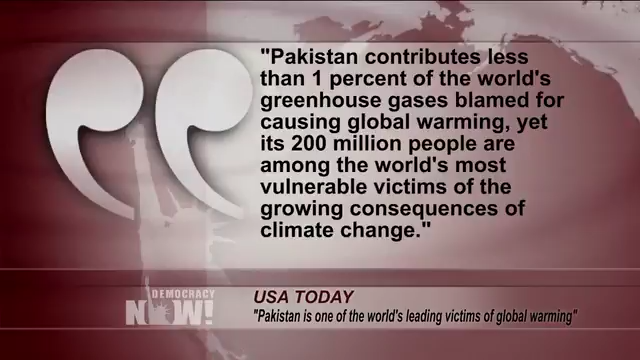 "Pakistan contributes less
than 1 percent of the world's
greenhouse gases blamed for
causing global warming, yet
its 200 million people are
among the world's most
vulnerable victims of the
growing consequences of
climate change."
DEMOCRACY
NOW!
USA TODAY
"Pakistan is one of the world's leading victims of global warming"